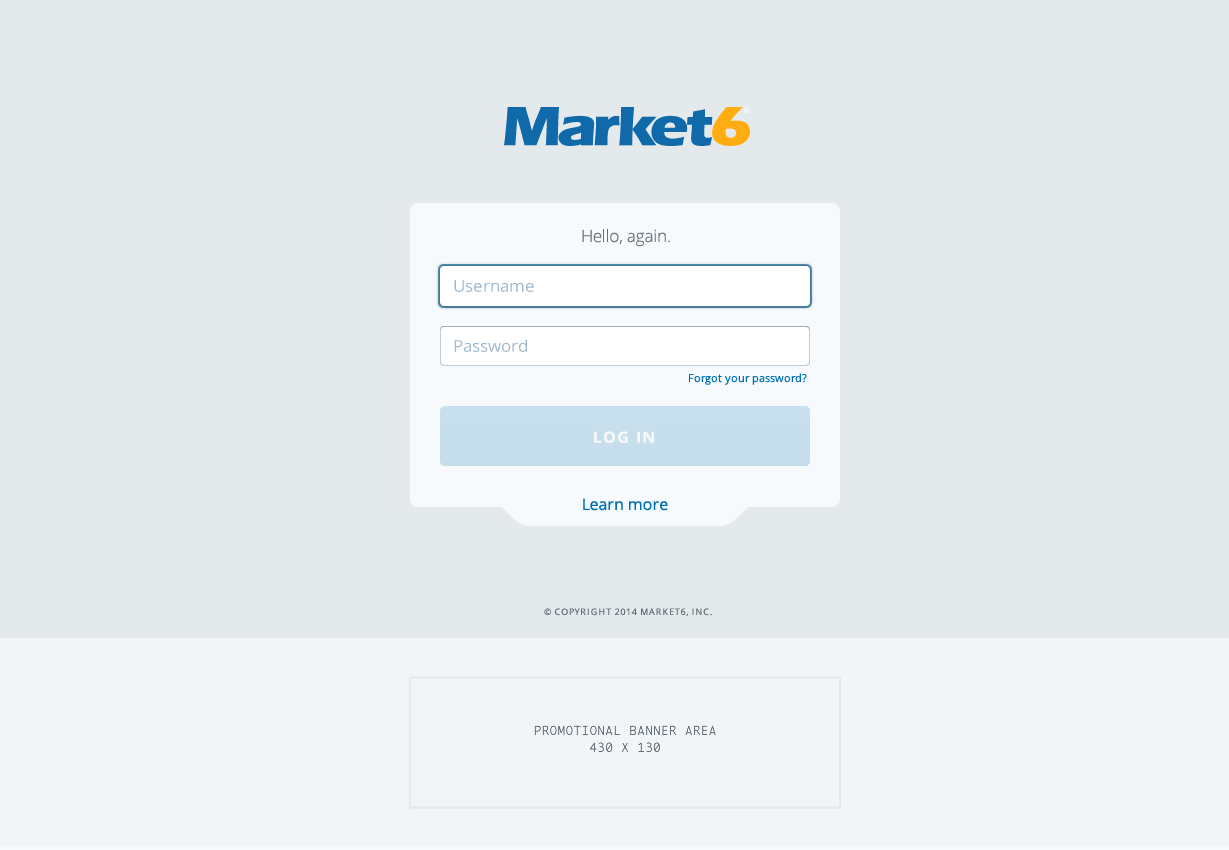 Market6
Hello, again.
Username
Password
Forgot your password?
LOG IN
Learn more
© COPYRIGHT 2014 MARKET6, INC.
PROMOTIONAL BANNER AREA
430 X 130